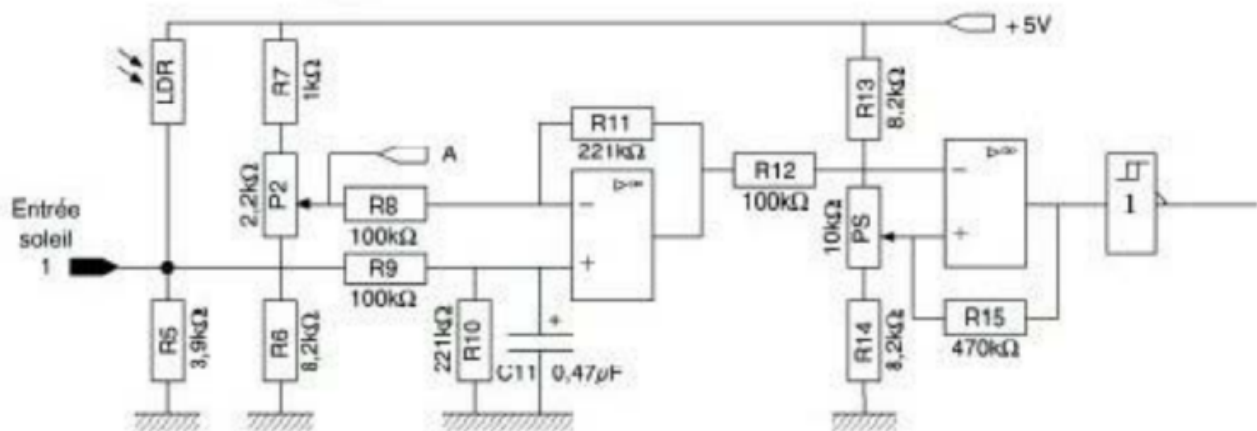 +5V
LDR
R7
1kΩ
R13
8.2kΩ
R11
221kΩ
A
P2
2,2kΩ
R8
100kΩ
▷∞
−
+
R12
100kΩ
▷∞
−
+
1
Entrée
soleil
1
PS
10kΩ
R9
100kΩ
R5
3,9kΩ
R6
8,2kΩ
R10
221kΩ
+
C11 0,47µF
R14
8,2kΩ
R15
470kΩ